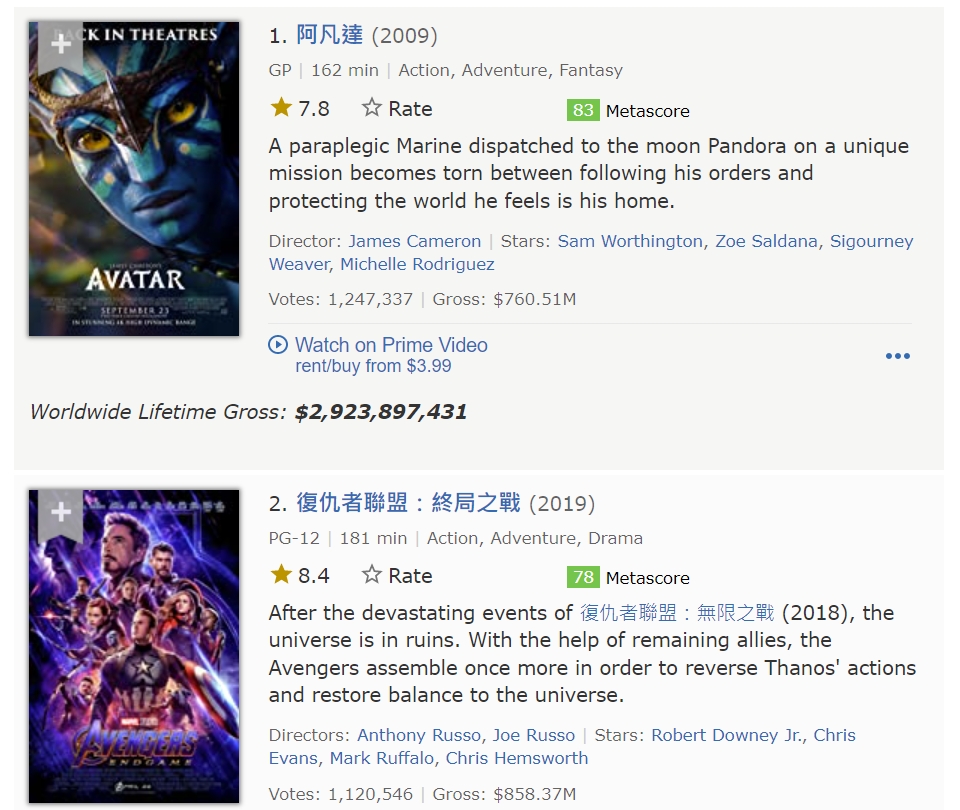 BACK IN THEATRES
JAMES CAMERON'S
AVATAR
SEPTEMBER 23
IN STUNNING 4K HIGH DYNAMIC RANGE
1. 阿凡達 (2009)
GP | 162 min | Action, Adventure, Fantasy
7.8 Rate 83 Metascore
A paraplegic Marine dispatched to the moon Pandora on a unique
mission becomes torn between following his orders and
protecting the world he feels is his home.
Director: James Cameron | Stars: Sam Worthington, Zoe Saldana, Sigourney
Weaver, Michelle Rodriguez
Votes: 1,247,337 | Gross: $760.51M
Watch on Prime Video
rent/buy from $3.99
Worldwide Lifetime Gross: $2,923,897,431
MARVEL STUDIOS
AVENGERS
ENDGAME
2. 復仇者聯盟：終局之戰 (2019)
PG-12 | 181 min | Action, Adventure, Drama
8.4 Rate 78 Metascore
After the devastating events of 復仇者聯盟：無限之戰 (2018), the
universe is in ruins. With the help of remaining allies, the
Avengers assemble once more in order to reverse Thanos' actions
and restore balance to the universe.
Directors: Anthony Russo, Joe Russo | Stars: Robert Downey Jr., Chris
Evans, Mark Ruffalo, Chris Hemsworth
Votes: 1,120,546 | Gross: $858.37M